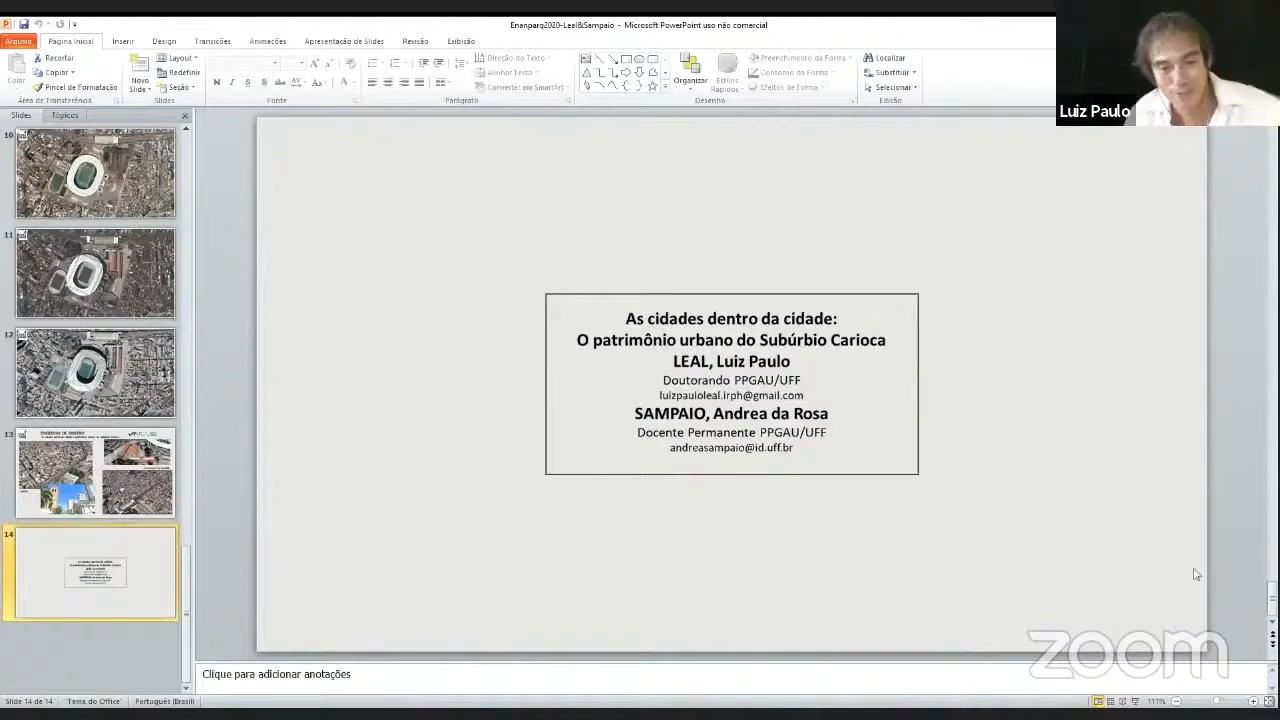 Enanparq2020-Leal&Sampaio - Microsoft PowerPoint uso não comercial
Arquivo
Página Inicial
Inserir
Design
Transições
Animações
Apresentação de Slides
Revisão
Exibição
Colar
Recortar
Copiar
Pincel de Formatação
Área de Transferência
Novo
Slide
Layout
Redefinir
Seção
Slides
Fonte
Direção do Texto
Alinhar Texto
Converter em SmartArt
Parágrafo
Organizar
Estilos
Rápidos
Preenchimento da Forma
Contorno da Forma
Efeitos de Forma
Desenho
Localizar
Substituir
Selecionar
Edição
Luiz Paulo
Slides
Tópicos
10
11
12
13
ENGENHO DE DENTRO
14
As cidades dentro da cidade:
O patrimônio urbano do Subúrbio Carioca
LEAL, Luiz Paulo
Doutorando PPGAU/UFF
luizpauloleal.irph@gmail.com
SAMPAIO, Andrea da Rosa
Docente Permanente PPGAU/UFF
andreasampaio@id.uff.br
zoom
Clique para adicionar anotações
Slide 14 de 14
"Tema do Office"
Português (Brasil)
117%